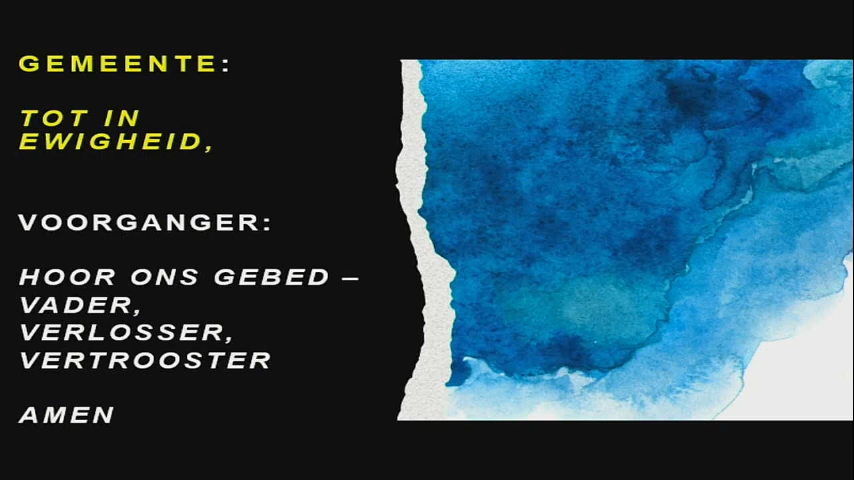 GEMEENTE:
TOT IN
EWIGHEID,
VOORGANGER:
HOOR ONS GEBED –
VADER,
VERLOSSER,
VERTROOSTER
AMEN